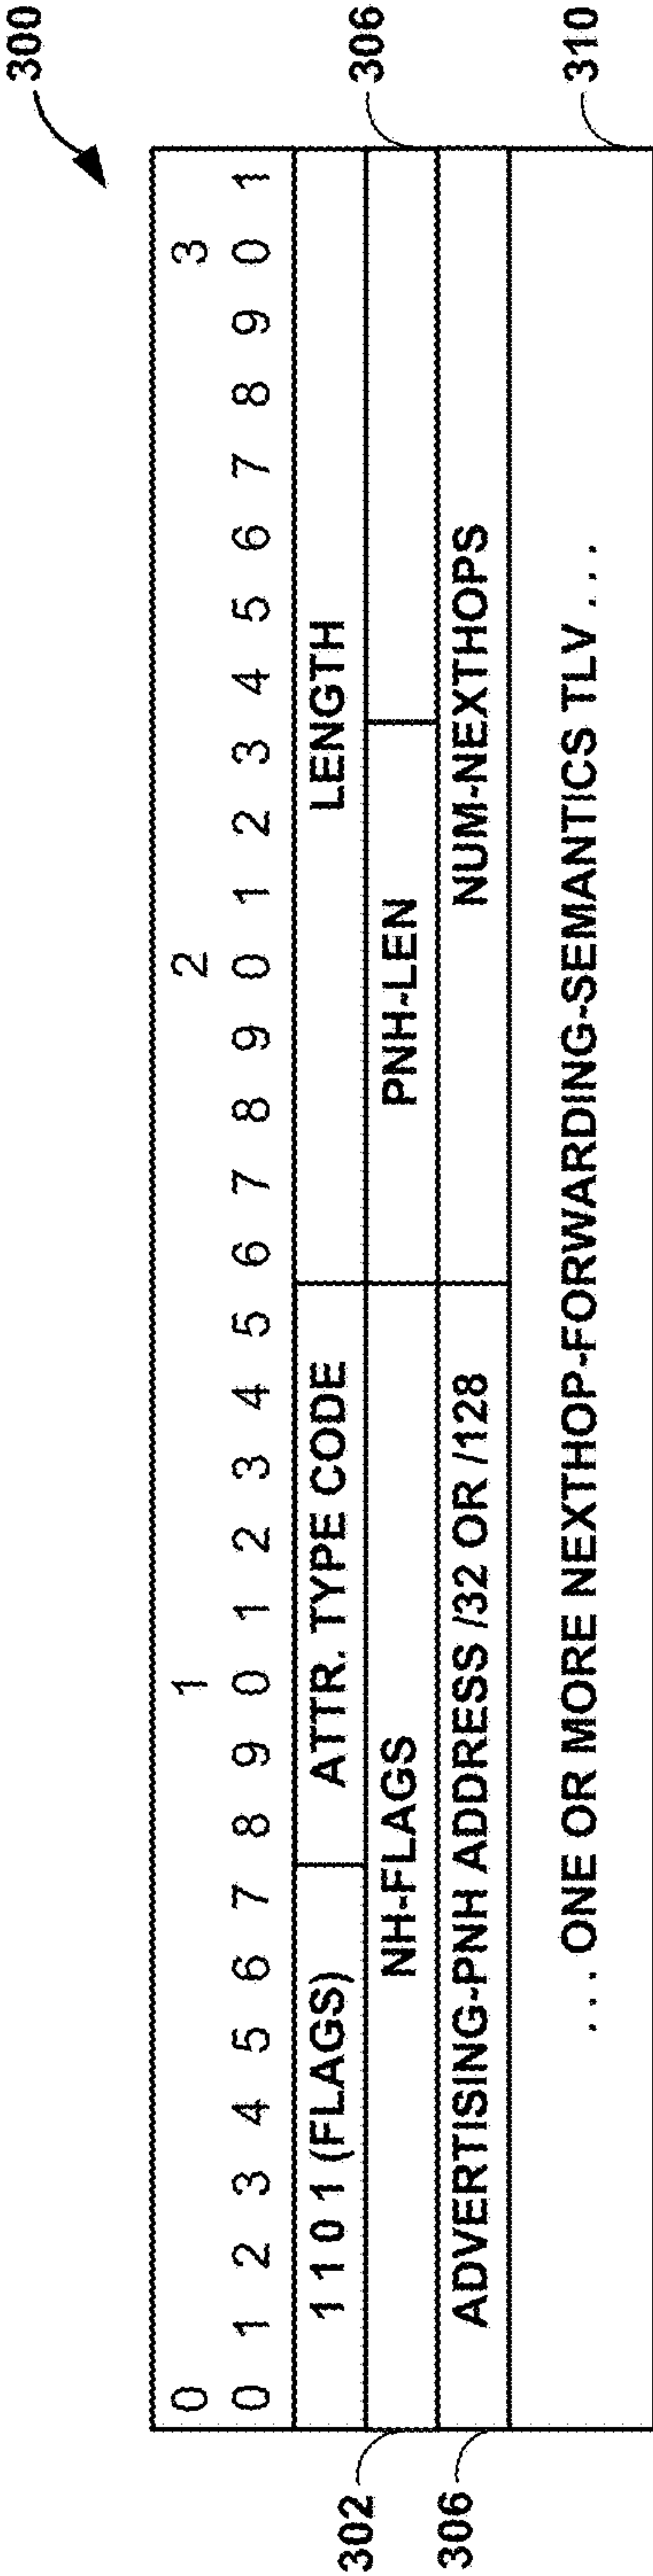 300
0 1 2 3
0 1 2 3 4 5 6 7 8 9 0 1 2 3 4 5 6 7 8 9 0 1 2 3 4 5 6 7 8 9 0 1
1 1 0 1 (FLAGS) ATTR. TYPE CODE LENGTH
302 NH-FLAGS PNH-LEN 306
306 ADVERTISING-PNH ADDRESS /32 OR /128 NUM-NEXTHOPS
. . . ONE OR MORE NEXTHOP-FORWARDING-SEMANTICS TLV . . . 310